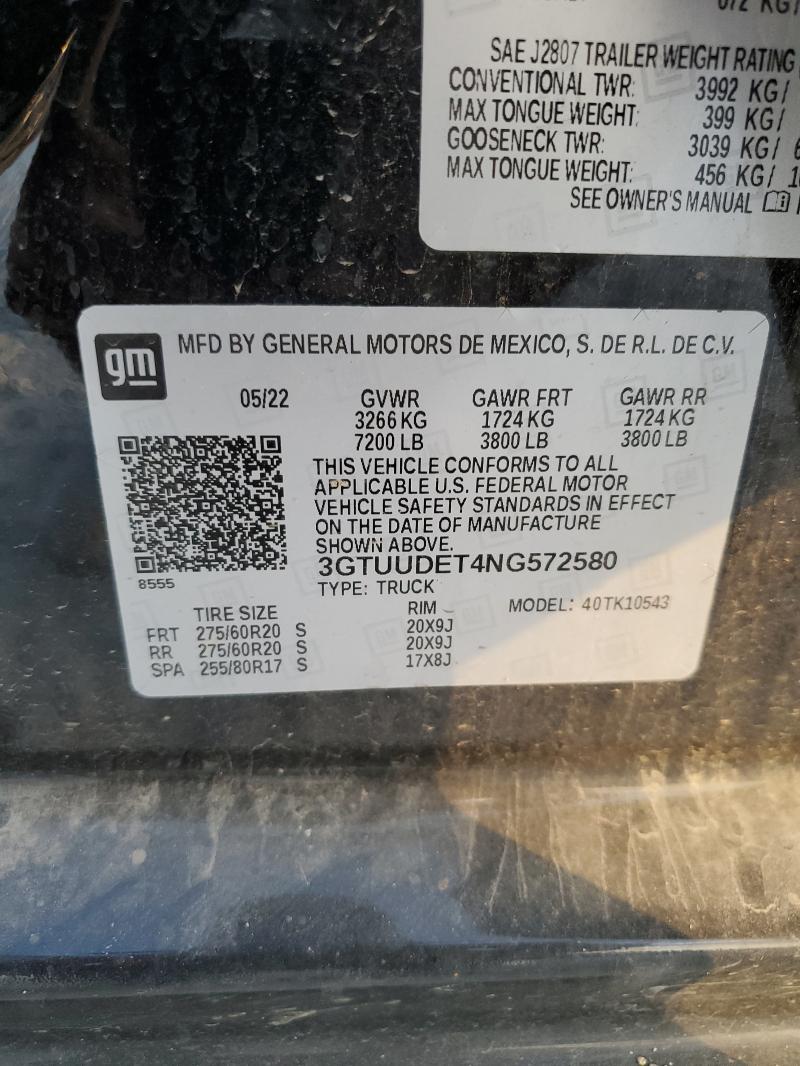 SAE J2807 TRAILER WEIGHT RATING
CONVENTIONAL TWR: 3992 KG/
MAX TONGUE WEIGHT: 399 KG/
GOOSENECK TWR: 3039 KG/ 6
MAX TONGUE WEIGHT: 456 KG/ 10
SEE OWNER'S MANUAL
gm
MFD BY GENERAL MOTORS DE MEXICO, S. DE R.L. DE C.V.
05/22 GVWR GAWR FRT GAWR RR
3266 KG 1724 KG 1724 KG
7200 LB 3800 LB 3800 LB
THIS VEHICLE CONFORMS TO ALL
APPLICABLE U.S. FEDERAL MOTOR
VEHICLE SAFETY STANDARDS IN EFFECT
ON THE DATE OF MANUFACTURE
SHOWN ABOVE.
3GTUUDET4NG572580
8555
TYPE: TRUCK
TIRE SIZE RIM MODEL: 40TK10543
FRT 275/60R20 S 20X9J
RR 275/60R20 S 20X9J
SPA 255/80R17 S 17X8J